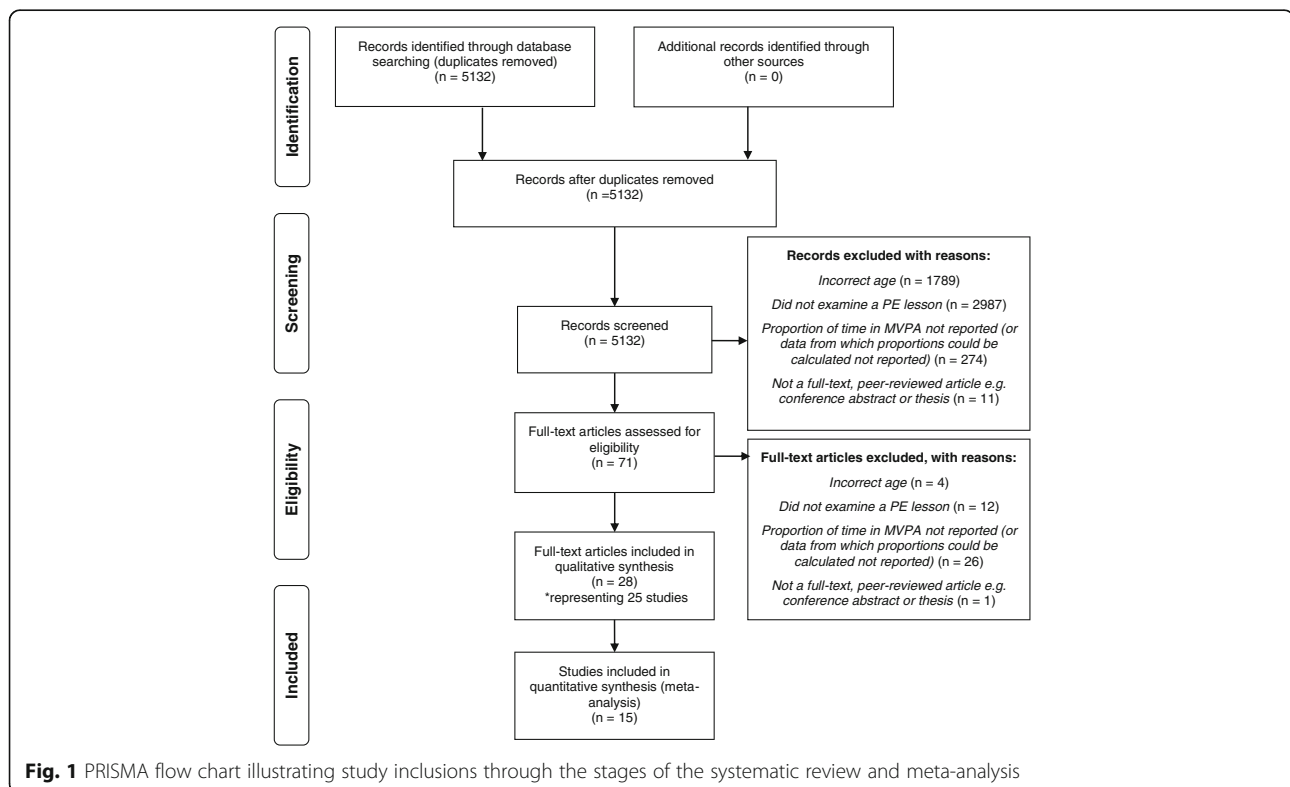 Identification
Records identified through database
searching (duplicates removed)
(n = 5132)
Additional records identified through
other sources
(n = 0)
Records after duplicates removed
(n =5132)
Screening
Records screened
(n = 5132)
Records excluded with reasons:
Incorrect age (n = 1789)
Did not examine a PE lesson (n = 2987)
Proportion of time in MVPA not reported (or
data from which proportions could be
calculated not reported) (n = 274)
Not a full-text, peer-reviewed article e.g.
conference abstract or thesis (n = 11)
Eligibility
Full-text articles assessed for
eligibility
(n = 71)
Full-text articles excluded, with reasons:
Incorrect age (n = 4)
Did not examine a PE lesson (n = 12)
Proportion of time in MVPA not reported (or
data from which proportions could be
calculated not reported) (n = 26)
Not a full-text, peer-reviewed article e.g.
conference abstract or thesis (n = 1)
Full-text articles included in
qualitative synthesis
(n = 28)
*representing 25 studies
Included
Studies included in
quantitative synthesis (meta-
analysis)
(n = 15)
Fig. 1 PRISMA flow chart illustrating study inclusions through the stages of the systematic review and meta-analysis